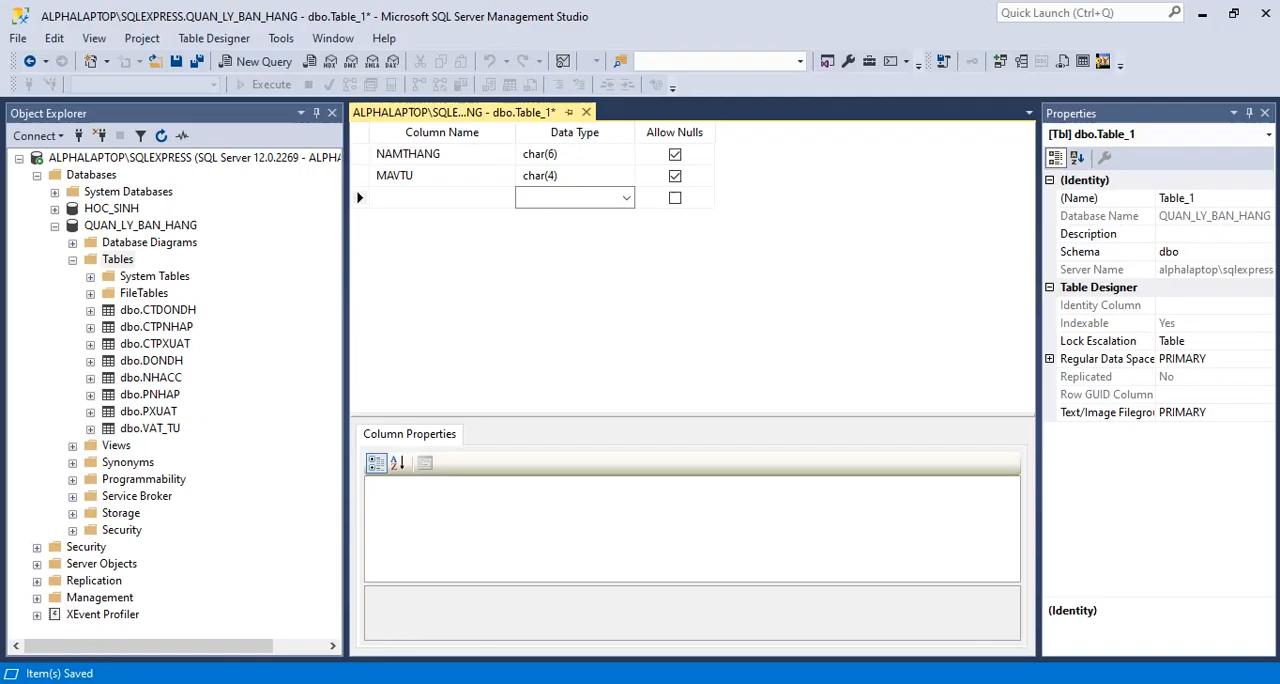 ALPHALAPTOP\SQLEXPRESS.QUAN_LY_BAN_HANG - dbo.Table_1* - Microsoft SQL Server Management Studio
Quick Launch (Ctrl+Q)
File Edit View Project Table Designer Tools Window Help
New Query
MDX DMX XMLA DAX
Execute
Object Explorer
ALPHALAPTOP\SQLE...NG - dbo.Table_1*
Properties
Connect
Column Name Data Type Allow Nulls
[Tbl] dbo.Table_1
ALPHALAPTOP\SQLEXPRESS (SQL Server 12.0.2269 - ALPHA
Databases
System Databases
HOC_SINH
QUAN_LY_BAN_HANG
Database Diagrams
Tables
System Tables
FileTables
dbo.CTDONDH
dbo.CTPNHAP
dbo.CTPXUAT
dbo.DONDH
dbo.NHACC
dbo.PNHAP
dbo.PXUAT
dbo.VAT_TU
Views
Synonyms
Programmability
Service Broker
Storage
Security
Security
Server Objects
Replication
Management
XEvent Profiler
NAMTHANG char(6)
MAVTU char(4)
Column Properties
(Identity)
(Name) Table_1
Database Name QUAN_LY_BAN_HANG
Description
Schema dbo
Server Name alphalaptop\sqlexpress
Table Designer
Identity Column
Indexable Yes
Lock Escalation Table
Regular Data Space PRIMARY
Replicated No
Row GUID Column
Text/Image Filegrou PRIMARY
(Identity)
Item(s) Saved